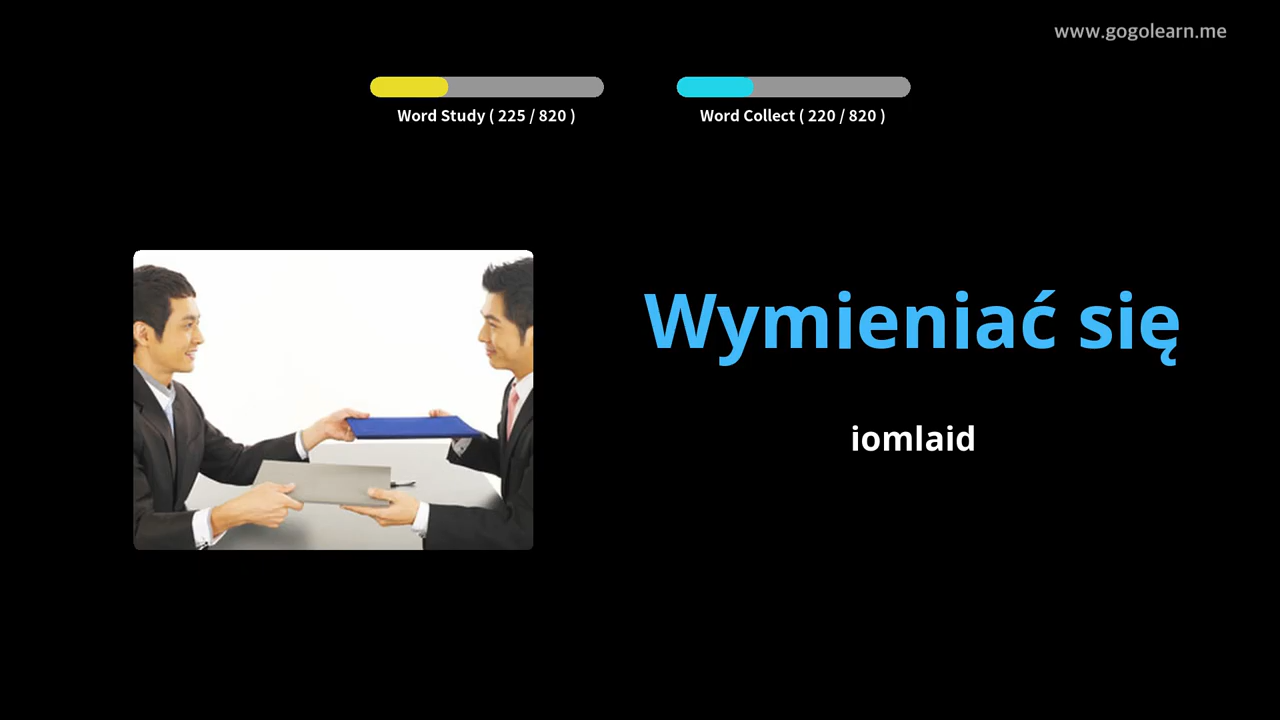 www.gogolearn.me
Word Study ( 225 / 820 )
Word Collect ( 220 / 820 )
Wymieniać się
iomlaid